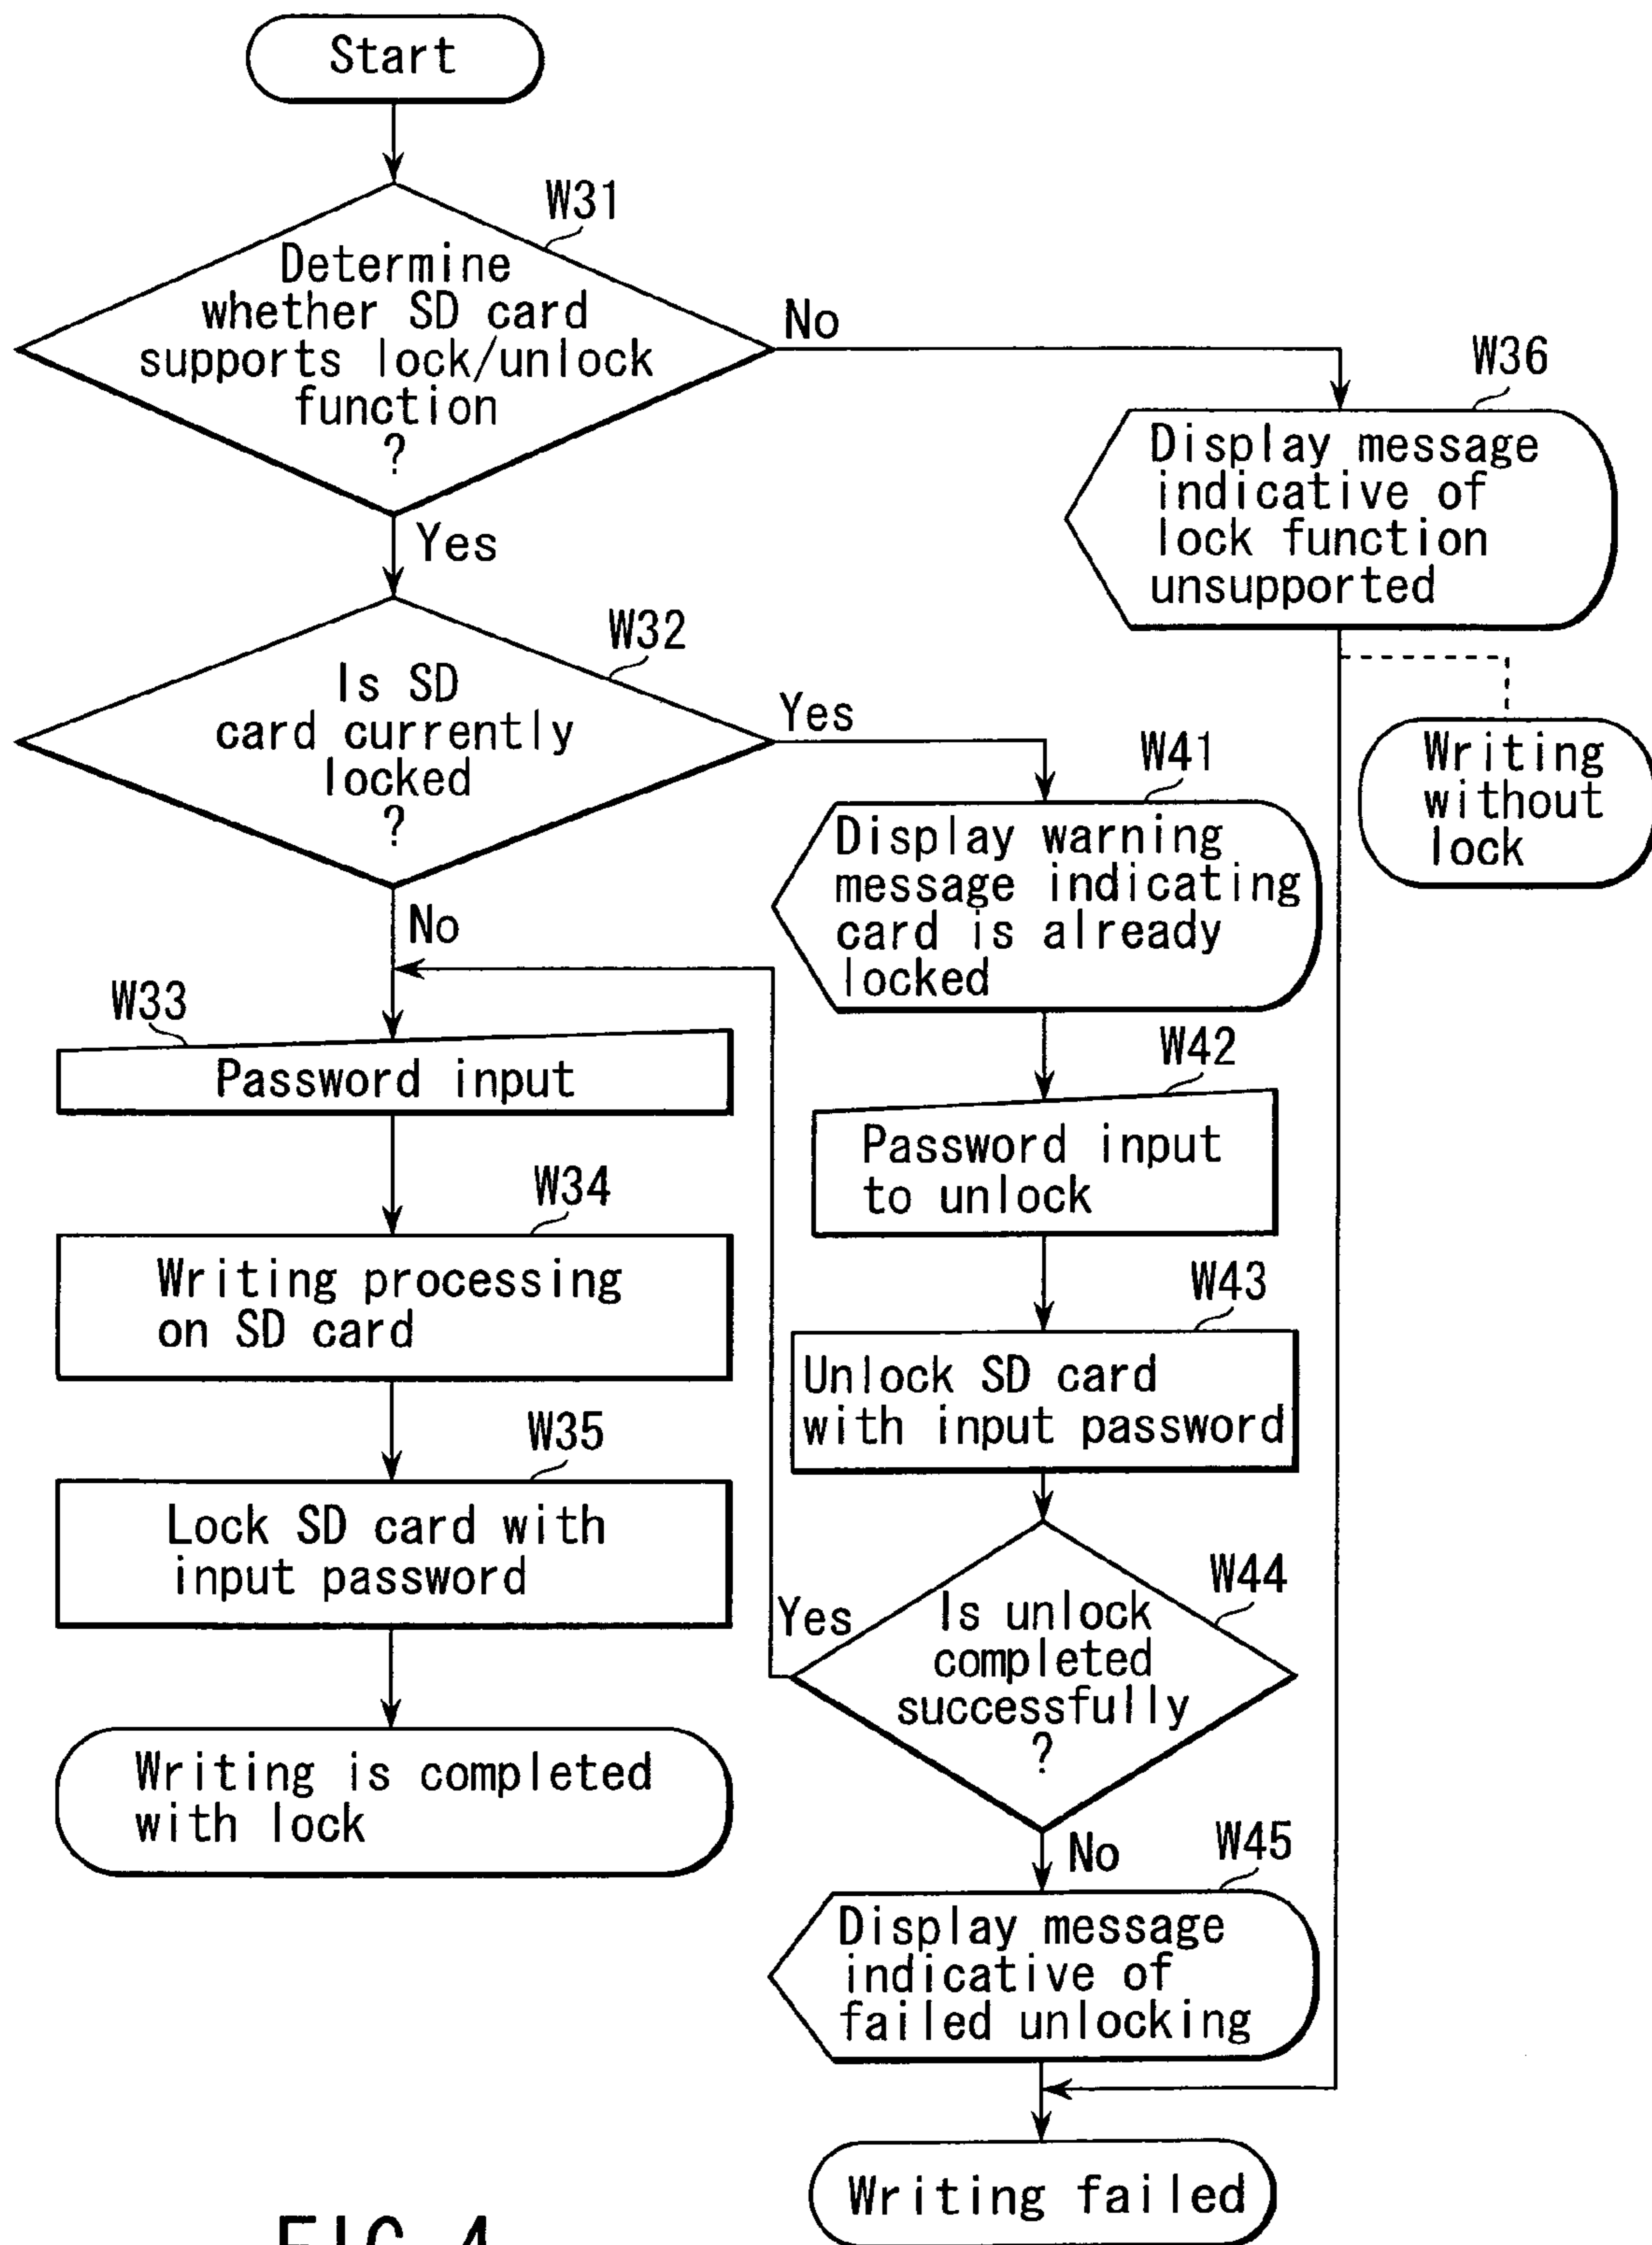 Start
W31
Determine
whether SD card
supports lock/unlock
function
?
No
Yes
W36
Display message
indicative of
lock function
unsupported
W32
Is SD
card currently
locked
?
Yes
No
Writing
without
lock
W41
Display warning
message indicating
card is already
locked
W33
Password input
W42
Password input
to unlock
W34
Writing processing
on SD card
W43
Unlock SD card
with input password
W35
Lock SD card with
input password
W44
Is unlock
completed
successfully
?
Yes
No
Writing is completed
with lock
W45
Display message
indicative of
failed unlocking
Writing failed
FIG. 4